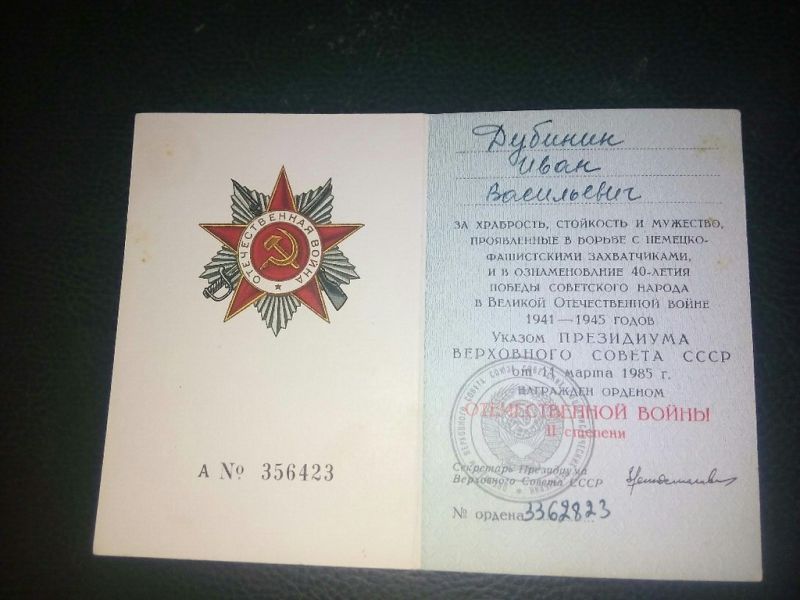 ОТЕЧЕСТВЕННАЯ ВОЙНА
А № 356423
Дубинин
Иван
Васильевич
ЗА ХРАБРОСТЬ, СТОЙКОСТЬ И МУЖЕСТВО,
ПРОЯВЛЕННЫЕ В БОРЬБЕ С НЕМЕЦКО-
ФАШИСТСКИМИ ЗАХВАТЧИКАМИ,
И В ОЗНАМЕНОВАНИЕ 40-ЛЕТИЯ
ПОБЕДЫ СОВЕТСКОГО НАРОДА
В ВЕЛИКОЙ ОТЕЧЕСТВЕННОЙ ВОЙНЕ
1941—1945 ГОДОВ
УКАЗОМ ПРЕЗИДИУМА
ВЕРХОВНОГО СОВЕТА СССР
от 11 марта 1985 г.
НАГРАЖДЕН ОРДЕНОМ
ОТЕЧЕСТВЕННОЙ ВОЙНЫ
II степени
Секретарь Президиума
Верховного Совета СССР
№ ордена 3362823